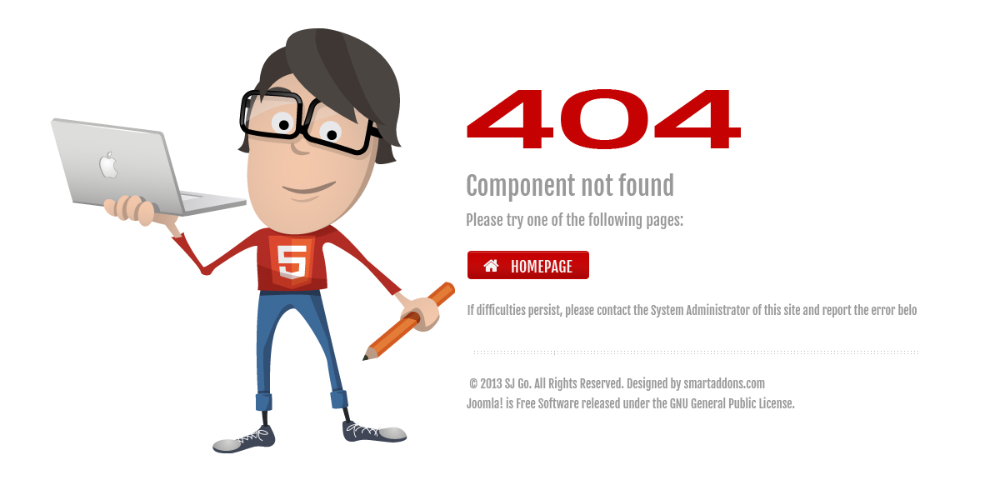 404
Component not found
Please try one of the following pages:
HOMEPAGE
If difficulties persist, please contact the System Administrator of this site and report the error belo
© 2013 SJ Go. All Rights Reserved. Designed by smartaddons.com
Joomla! is Free Software released under the GNU General Public License.
5